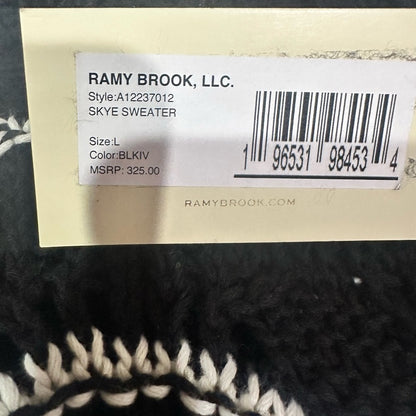 RAMY BROOK, LLC.
Style:A12237012
SKYE SWEATER
Size:L
Color:BLKIV
MSRP: 325.00
1 96531 98453 4
RAMYBROOK.COM